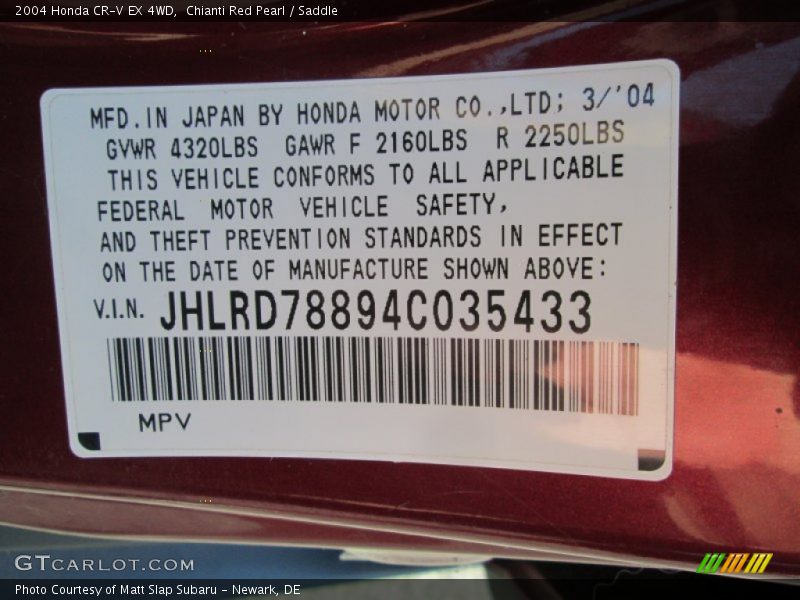 2004 Honda CR-V EX 4WD, Chianti Red Pearl / Saddle
MFD. IN JAPAN BY HONDA MOTOR CO.,LTD; 3/'04
GVWR 4320LBS GAWR F 2160LBS R 2250LBS
THIS VEHICLE CONFORMS TO ALL APPLICABLE
FEDERAL MOTOR VEHICLE SAFETY,
AND THEFT PREVENTION STANDARDS IN EFFECT
ON THE DATE OF MANUFACTURE SHOWN ABOVE:
V.I.N. JHLRD78894C035433
MPV
GTCARLOT.COM
Photo Courtesy of Matt Slap Subaru - Newark, DE